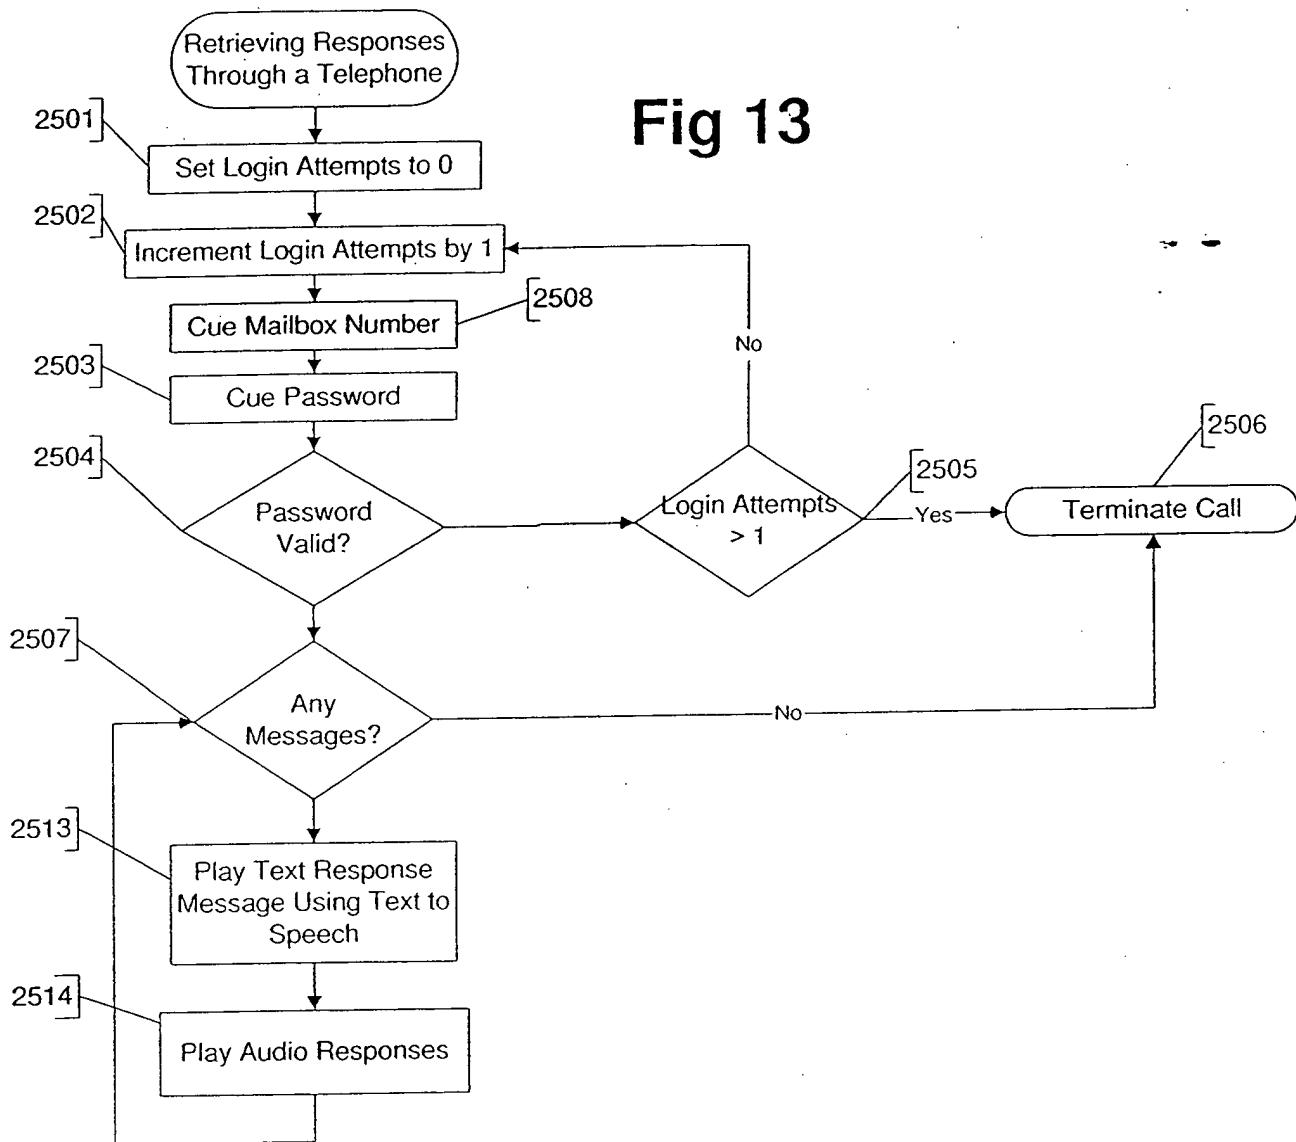 Retrieving Responses
Through a Telephone
Fig 13
2501
Set Login Attempts to 0
2502
Increment Login Attempts by 1
2508
Cue Mailbox Number
No
2503
Cue Password
2506
2504
2505
Password
Valid?
Login Attempts
> 1
Yes
Terminate Call
2507
Any
Messages?
No
2513
Play Text Response
Message Using Text to
Speech
2514
Play Audio Responses